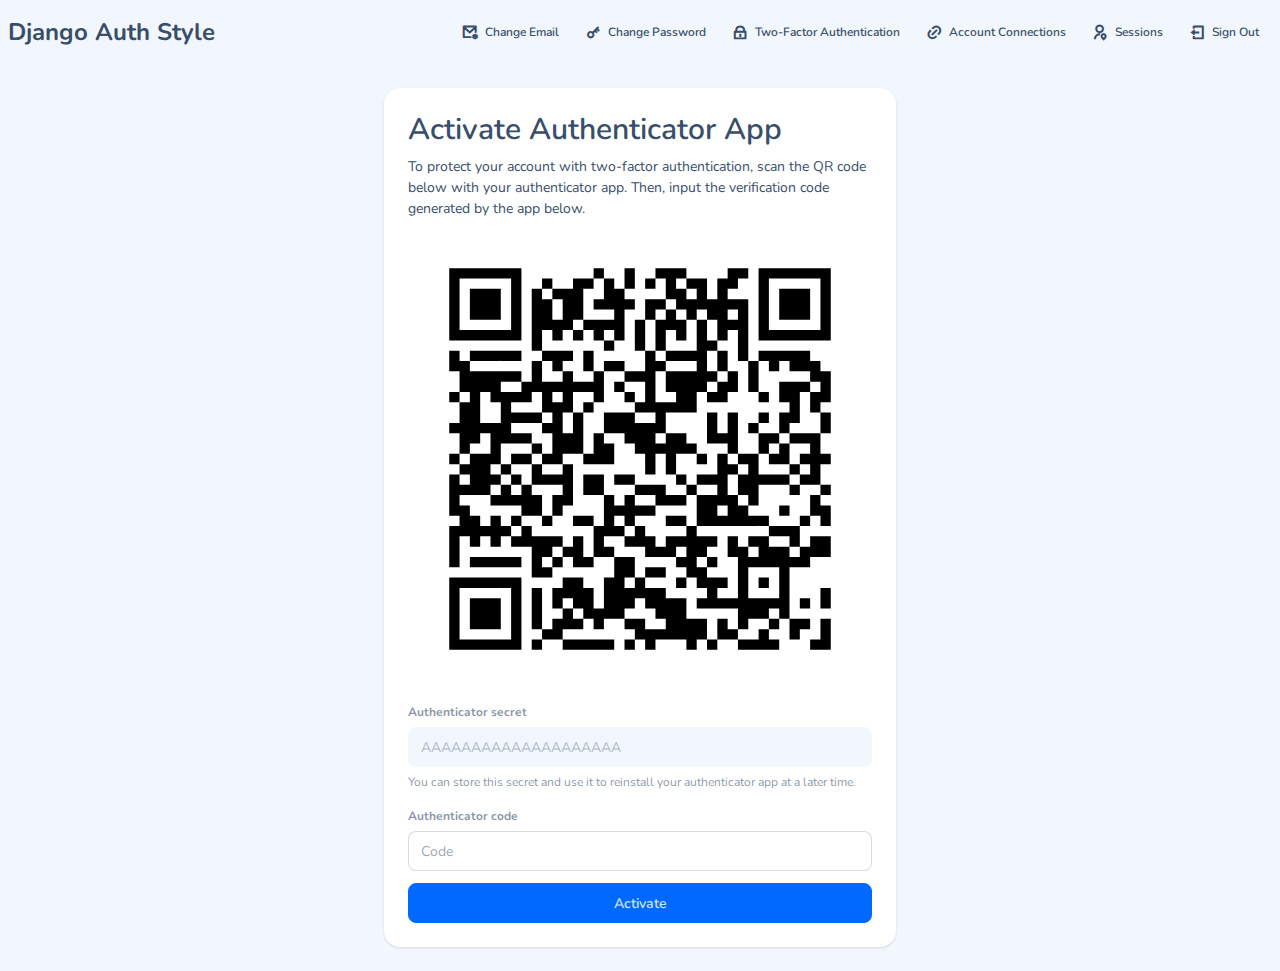 Django Auth Style
Change Email
Change Password
Two-Factor Authentication
Account Connections
Sessions
Sign Out
Activate Authenticator App
To protect your account with two-factor authentication, scan the QR code
below with your authenticator app. Then, input the verification code
generated by the app below.
Authenticator secret
AAAAAAAAAAAAAAAAAAAA
You can store this secret and use it to reinstall your authenticator app at a later time.
Authenticator code
Code
Activate